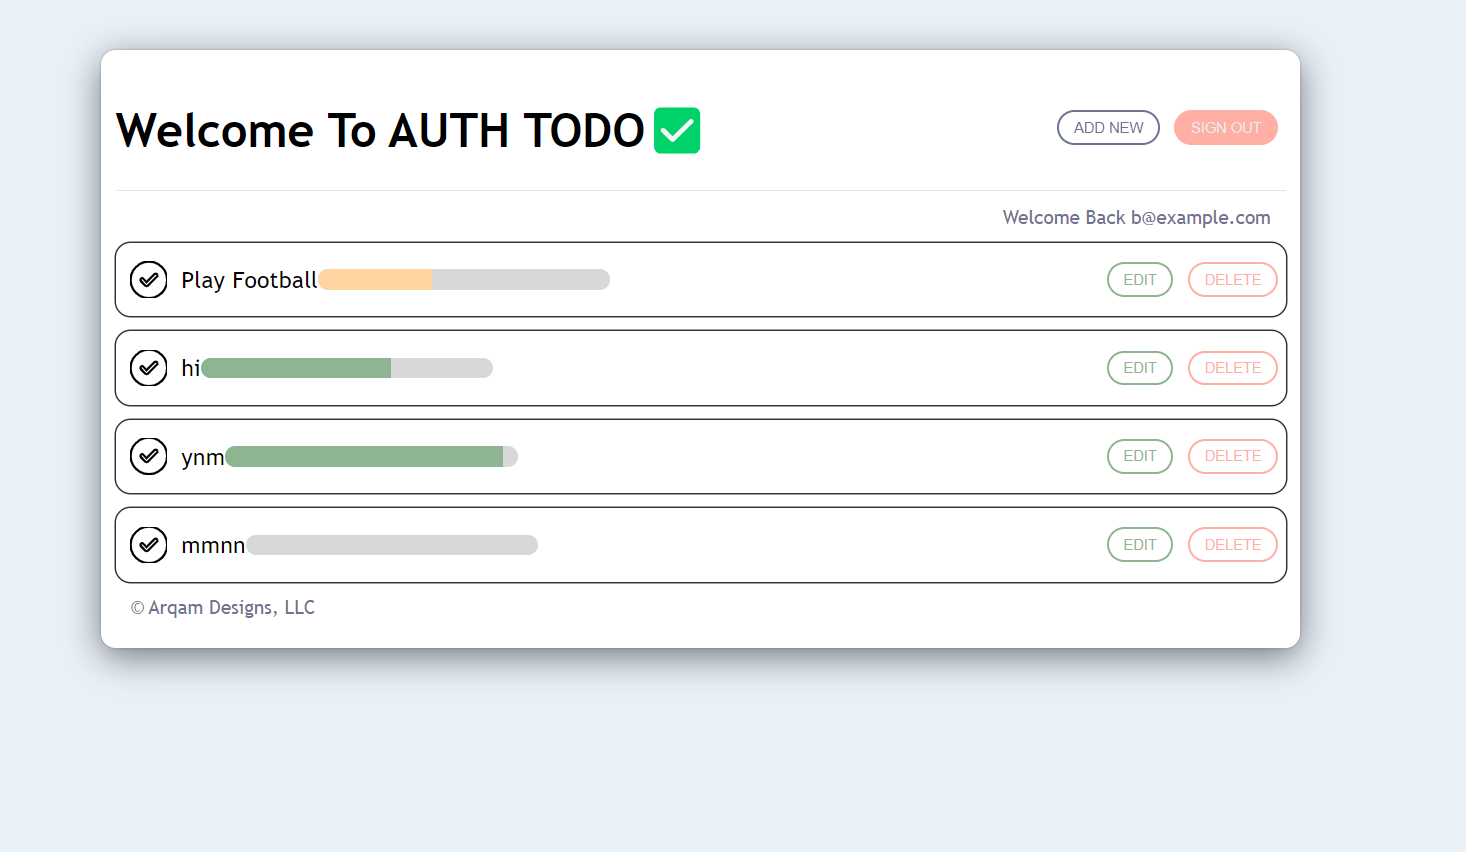 Welcome To AUTH TODO ✅
ADD NEW
SIGN OUT
Welcome Back b@example.com
Play Football
EDIT
DELETE
hi
EDIT
DELETE
ynm
EDIT
DELETE
mmnn
EDIT
DELETE
© Arqam Designs, LLC